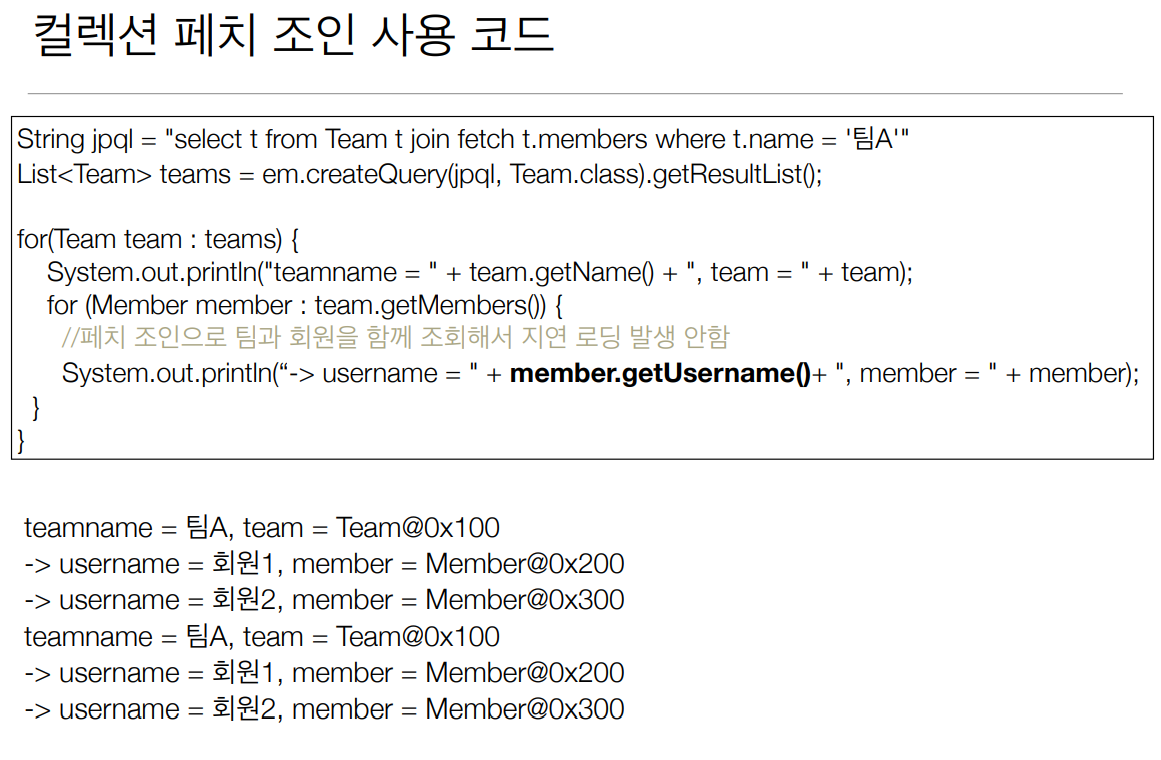 컬렉션 페치 조인 사용 코드
String jpql = "select t from Team t join fetch t.members where t.name = '팀A'"
List<Team> teams = em.createQuery(jpql, Team.class).getResultList();
for(Team team : teams) {
System.out.println("teamname = " + team.getName() + ", team = " + team);
for (Member member : team.getMembers()) {
//페치 조인으로 팀과 회원을 함께 조회해서 지연 로딩 발생 안함
System.out.println(“-> username = " + member.getUsername()+ ", member = " + member);
}
}
teamname = 팀A, team = Team@0x100
-> username = 회원1, member = Member@0x200
-> username = 회원2, member = Member@0x300
teamname = 팀A, team = Team@0x100
-> username = 회원1, member = Member@0x200
-> username = 회원2, member = Member@0x300